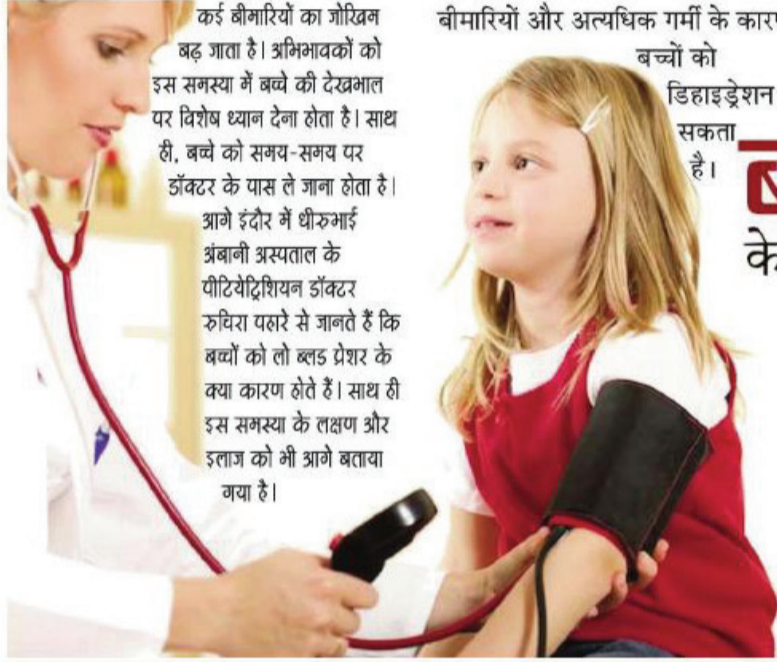 कई बीमारियों का जोखिम
बढ़ जाता है। अभिभावकों को
इस समस्या में बच्चे की देखभाल
पर विशेष ध्यान देना होता है। साथ
ही, बच्चे को समय-समय पर
डॉक्टर के पास ले जाना होता है।
आगे इंदौर में धीरुभाई
अंबानी अस्पताल के
पीटियेट्रिशियन डॉक्टर
रुचिरा पहारे से जानते हैं कि
बच्चों को लो ब्लड प्रेशर के
क्या कारण होते हैं। साथ ही
इस समस्या के लक्षण और
इलाज को भी आगे बताया
गया है।
बीमारियों और अत्यधिक गर्मी के
बच्चों को
डिहाइड्रेशन
सकता
है।
के